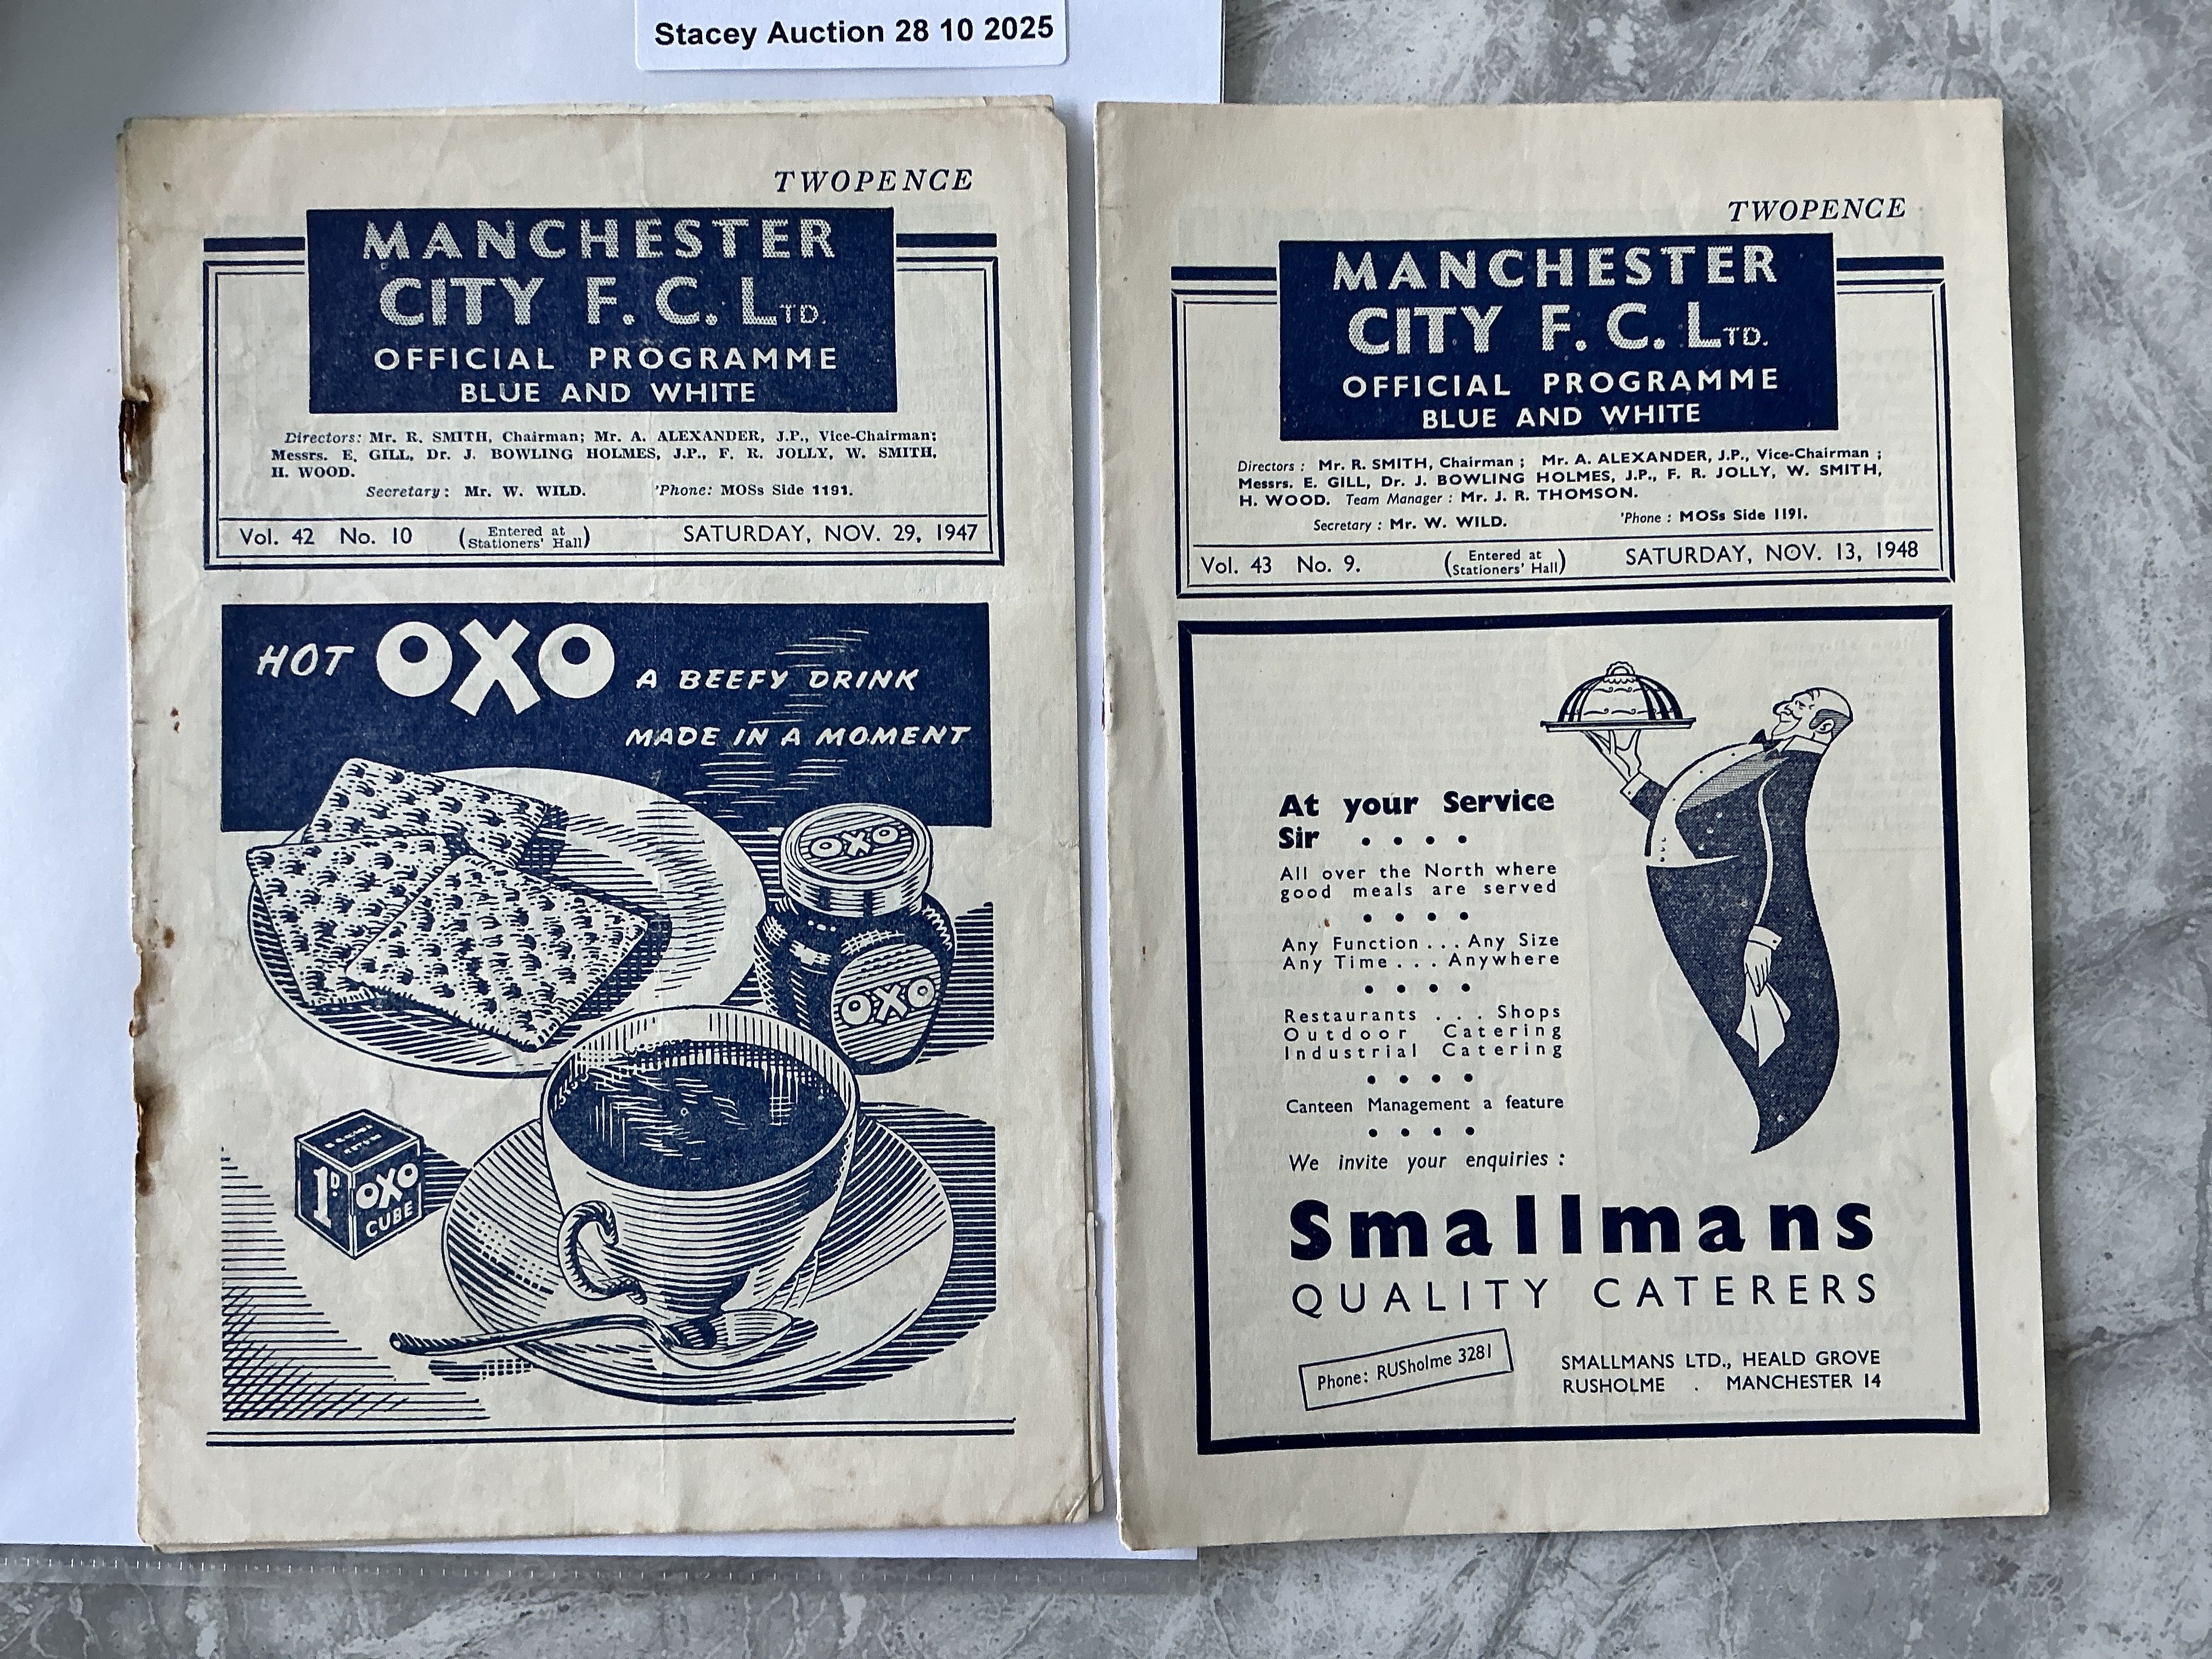 Stacey Auction 28 10 2025
TWOPENCE
MANCHESTER
CITY F. C. LTD.
OFFICIAL PROGRAMME
BLUE AND WHITE
Directors: Mr. R. SMITH, Chairman; Mr. A. ALEXANDER, J.P., Vice-Chairman;
Messrs. E. GILL, Dr. J. BOWLING HOLMES, J.P., F. R. JOLLY, W. SMITH,
H. WOOD.
Secretary: Mr. W. WILD. 'Phone: MOSs Side 1191.
Vol. 42 No. 10 (Entered at Stationers' Hall) SATURDAY, NOV. 29, 1947
HOT OXO A BEEFY DRINK
MADE IN A MOMENT
OXO
OXO
1D. OXO
CUBE
TWOPENCE
MANCHESTER
CITY F. C. LTD.
OFFICIAL PROGRAMME
BLUE AND WHITE
Directors : Mr. R. SMITH, Chairman ; Mr. A. ALEXANDER, J.P., Vice-Chairman ;
Messrs. E. GILL, Dr. J. BOWLING HOLMES, J.P., F. R. JOLLY, W. SMITH,
H. WOOD. Team Manager : Mr. J. R. THOMSON.
Secretary : Mr. W. WILD. 'Phone : MOSs Side 1191.
Vol. 43 No. 9. (Entered at Stationers' Hall) SATURDAY, NOV. 13, 1948
At your Service
Sir . . . .
All over the North where
good meals are served
. . . .
Any Function . . . Any Size
Any Time . . . Anywhere
. . . .
Restaurants . . . Shops
Outdoor Catering
Industrial Catering
. . . .
Canteen Management a feature
. . . .
We invite your enquiries :
Smallmans
QUALITY CATERERS
Phone: RUSholme 3281
SMALLMANS LTD., HEALD GROVE
RUSHOLME . MANCHESTER 14